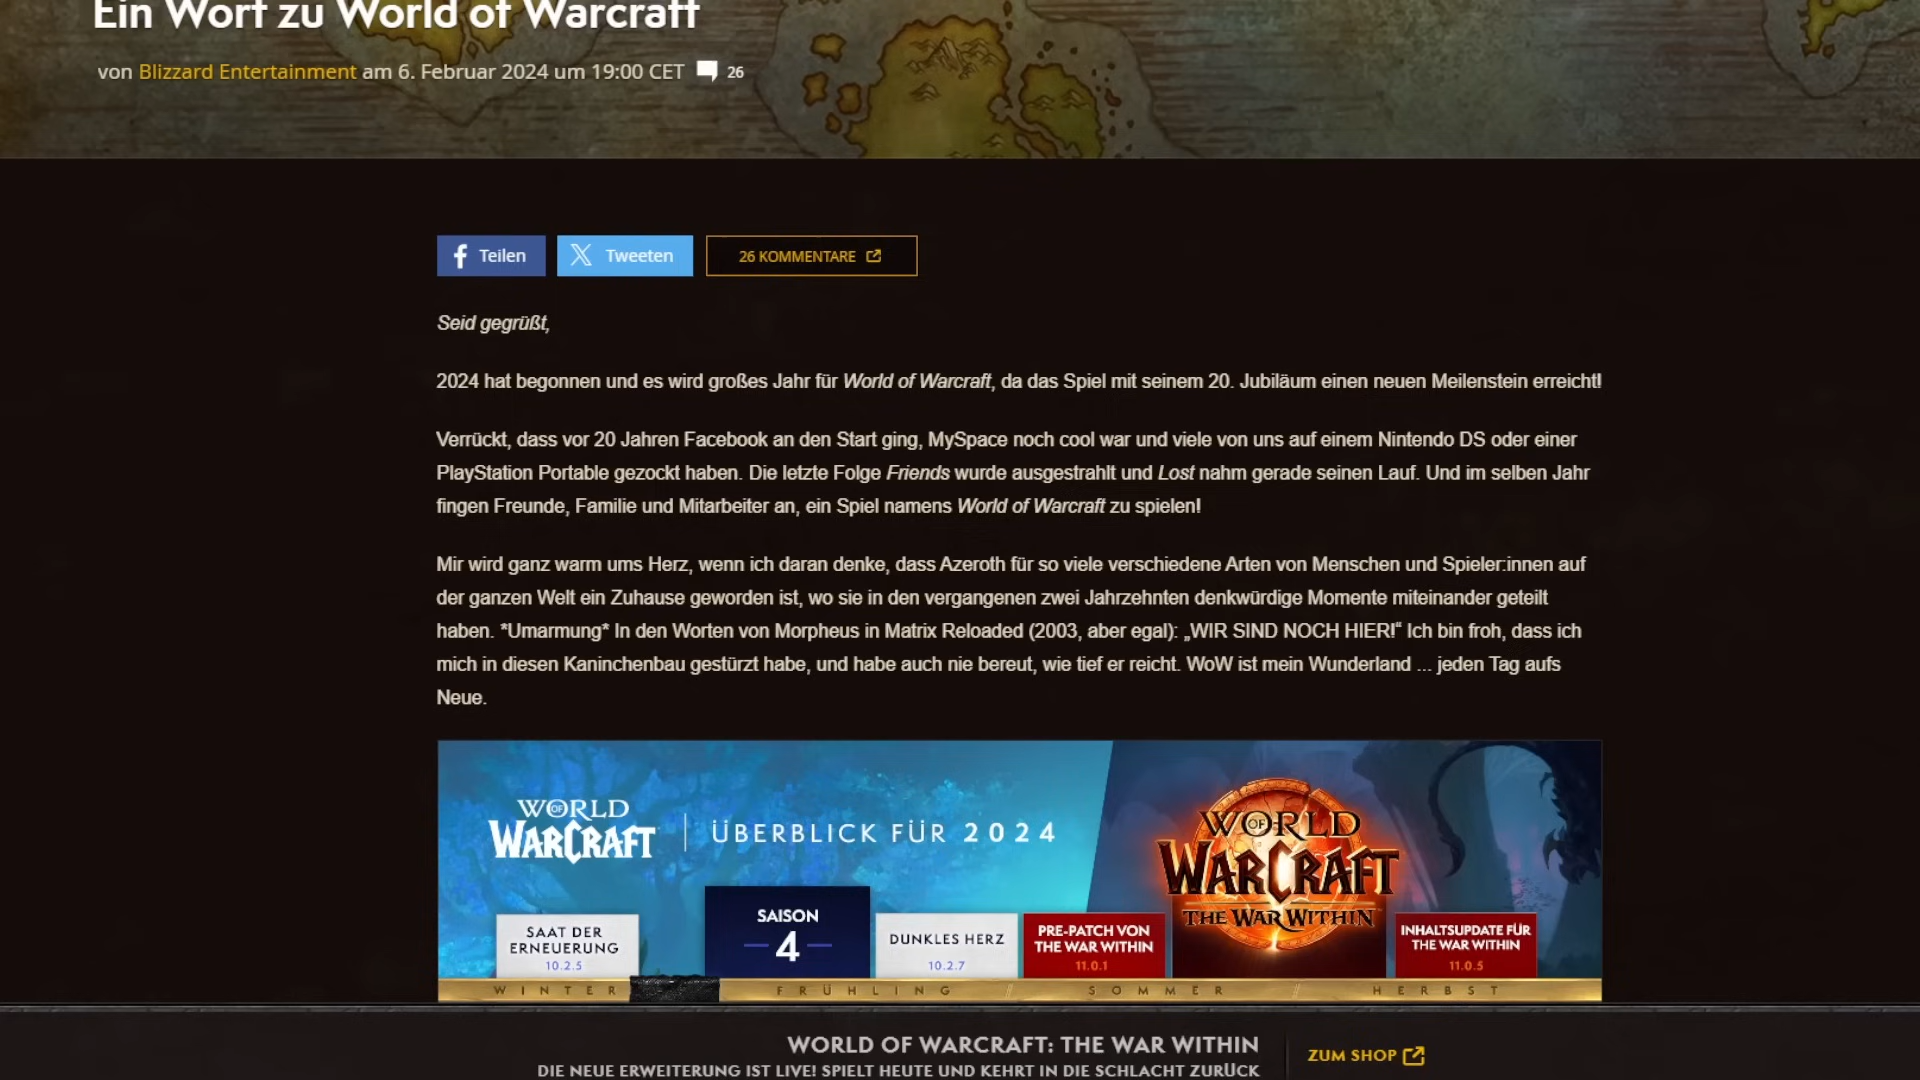 Ein Wort zu World of Warcraft
von Blizzard Entertainment am 6. Februar 2024 um 19:00 CET 26
Teilen
Tweeten
26 KOMMENTARE
Seid gegrüßt,
2024 hat begonnen und es wird großes Jahr für World of Warcraft, da das Spiel mit seinem 20. Jubiläum einen neuen Meilenstein erreicht!
Verrückt, dass vor 20 Jahren Facebook an den Start ging, MySpace noch cool war und viele von uns auf einem Nintendo DS oder einer
PlayStation Portable gezockt haben. Die letzte Folge Friends wurde ausgestrahlt und Lost nahm gerade seinen Lauf. Und im selben Jahr
fingen Freunde, Familie und Mitarbeiter an, ein Spiel namens World of Warcraft zu spielen!
Mir wird ganz warm ums Herz, wenn ich daran denke, dass Azeroth für so viele verschiedene Arten von Menschen und Spieler:innen auf
der ganzen Welt ein Zuhause geworden ist, wo sie in den vergangenen zwei Jahrzehnten denkwürdige Momente miteinander geteilt
haben. *Umarmung* In den Worten von Morpheus in Matrix Reloaded (2003, aber egal): „WIR SIND NOCH HIER!“ Ich bin froh, dass ich
mich in diesen Kaninchenbau gestürzt habe, und habe auch nie bereut, wie tief er reicht. WoW ist mein Wunderland ... jeden Tag aufs
Neue.
WORLD OF
WARCRAFT
ÜBERBLICK FÜR 2024
WORLD OF
WARCRAFT
THE WAR WITHIN
SAAT DER
ERNEUERUNG
10.2.5
SAISON
4
DUNKLES HERZ
10.2.7
PRE-PATCH VON
THE WAR WITHIN
11.0.1
INHALTSUPDATE FÜR
THE WAR WITHIN
11.0.5
WINTER
FRÜHLING
SOMMER
HERBST
WORLD OF WARCRAFT: THE WAR WITHIN
DIE NEUE ERWEITERUNG IST LIVE! SPIELT HEUTE UND KEHRT IN DIE SCHLACHT ZURÜCK
ZUM SHOP